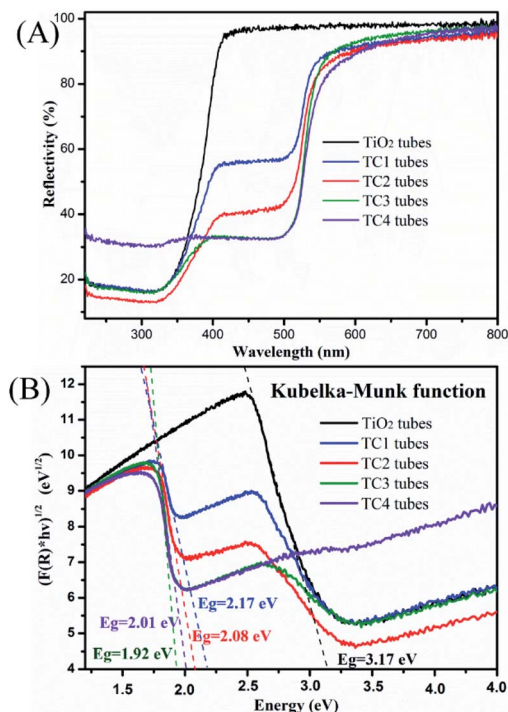 (A)
100
80
60
40
20
Reflectivity (%)
TiO₂ tubes
TC1 tubes
TC2 tubes
TC3 tubes
TC4 tubes
300
400
500
600
700
800
Wavelength (nm)
(B)
Kubelka-Munk function
12
11
10
9
8
7
6
5
4
(F(R)*hv)^1/2 (eV^1/2)
TiO₂ tubes
TC1 tubes
TC2 tubes
TC3 tubes
TC4 tubes
Eg=2.17 eV
Eg=2.01 eV
Eg=2.08 eV
Eg=1.92 eV
Eg=3.17 eV
1.5
2.0
2.5
3.0
3.5
4.0
Energy (eV)